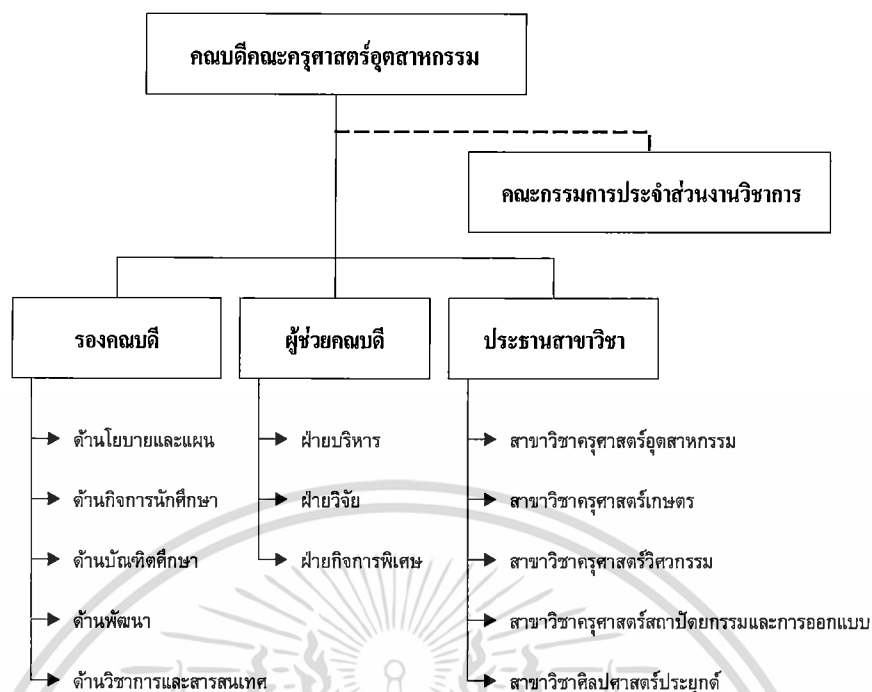 คณบดีคณะครุศาสตร์อุตสาหกรรม
คณะกรรมการประจำส่วนงานวิชาการ
รองคณบดี
ผู้ช่วยคณบดี
ประธานสาขาวิชา
ด้านโยบายและแผน
ด้านกิจการนักศึกษา
ด้านบัณฑิตศึกษา
ด้านพัฒนา
ด้านวิชาการและสารสนเทศ
ฝ่ายบริหาร
ฝ่ายวิจัย
ฝ่ายกิจการพิเศษ
สาขาวิชาครุศาสตร์อุตสาหกรรม
สาขาวิชาครุศาสตร์เกษตร
สาขาวิชาครุศาสตร์วิศวกรรม
สาขาวิชาครุศาสตร์สถาปัตยกรรมและการออกแบบ
สาขาวิชาศิลปศาสตร์ประยุกต์